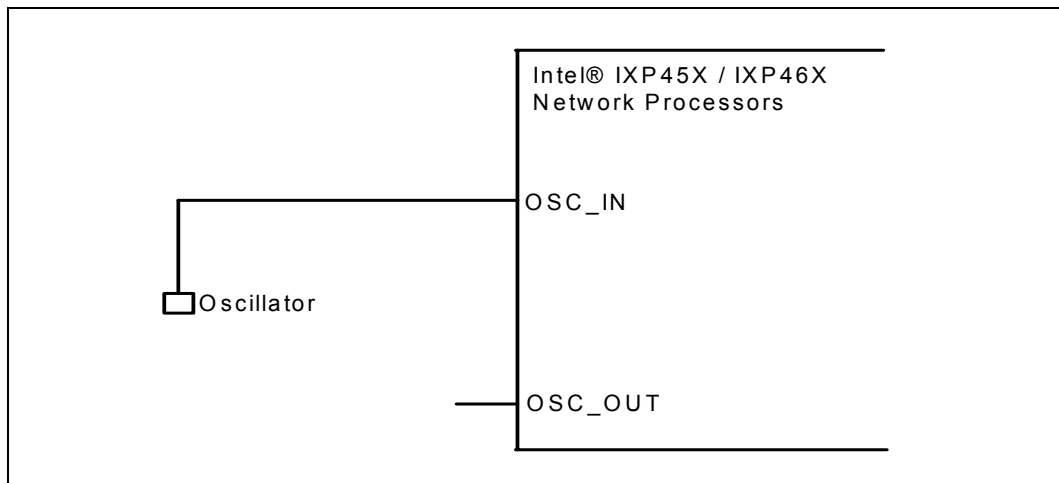 Intel® IXP45X / IXP46X
Network Processors
OSC_IN
Oscillator
OSC_OUT